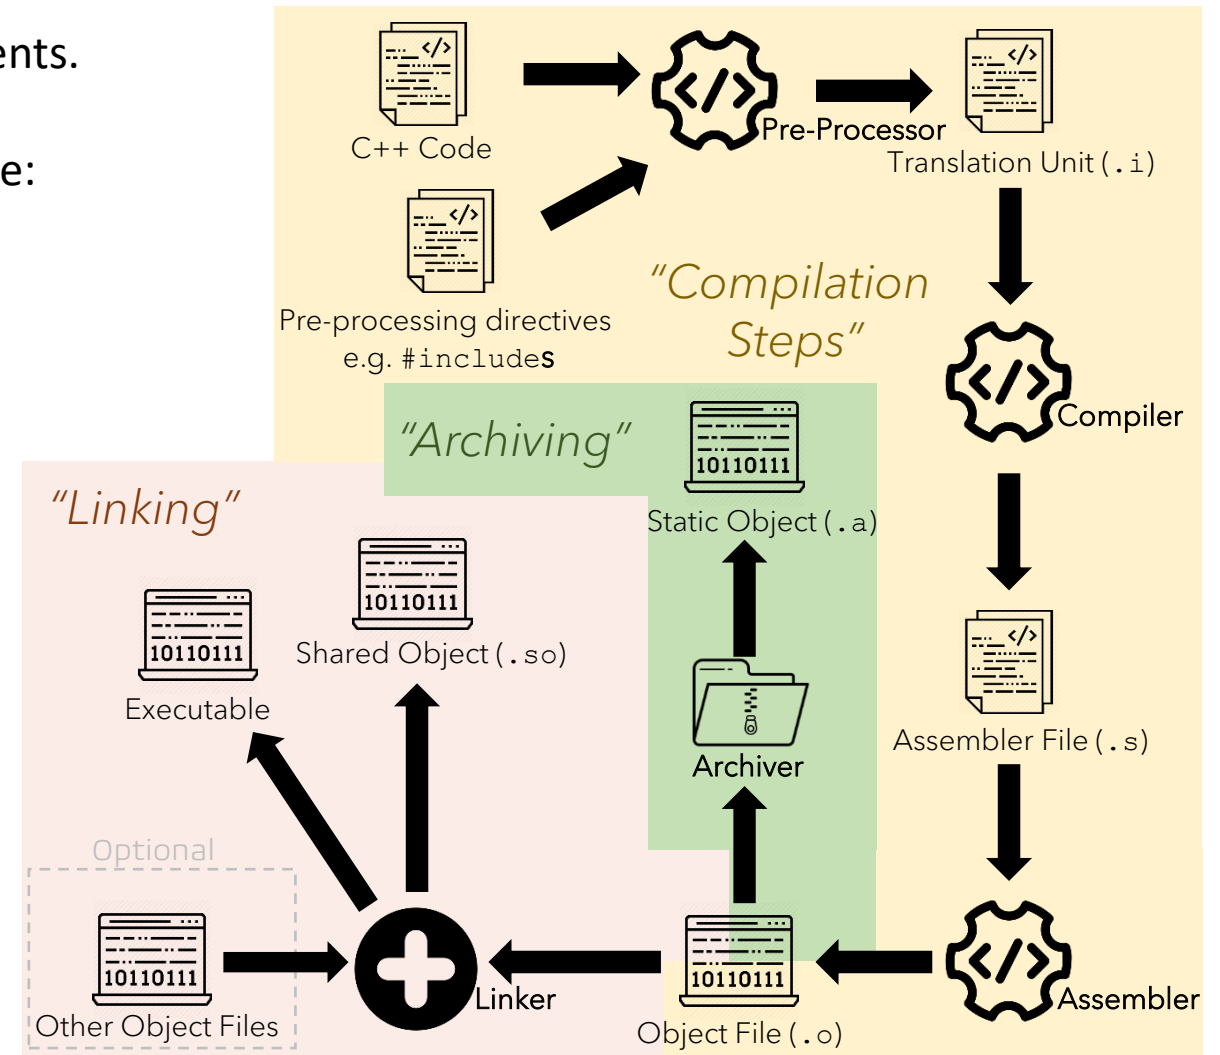 ents.
e:
C++ Code
Pre-Processor
Translation Unit (.i)
Pre-processing directives
e.g. #includes
"Compilation
Steps"
Compiler
"Archiving"
10110111
Static Object (.a)
"Linking"
10110111
Shared Object (.so)
10110111
Executable
Archiver
Assembler File (.s)
Optional
10110111
Other Object Files
Linker
10110111
Object File (.o)
Assembler